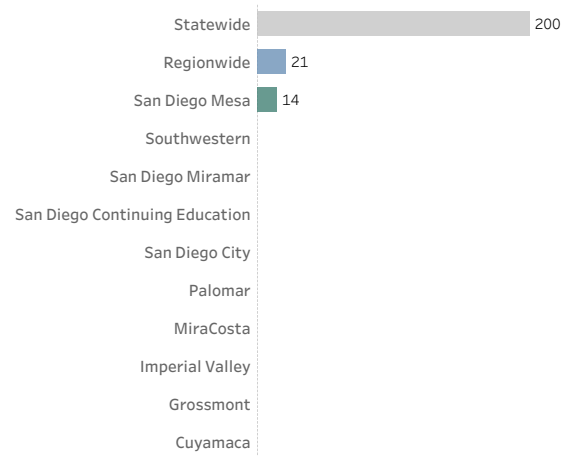 Statewide 200
Regionwide 21
San Diego Mesa 14
Southwestern
San Diego Miramar
San Diego Continuing Education
San Diego City
Palomar
MiraCosta
Imperial Valley
Grossmont
Cuyamaca